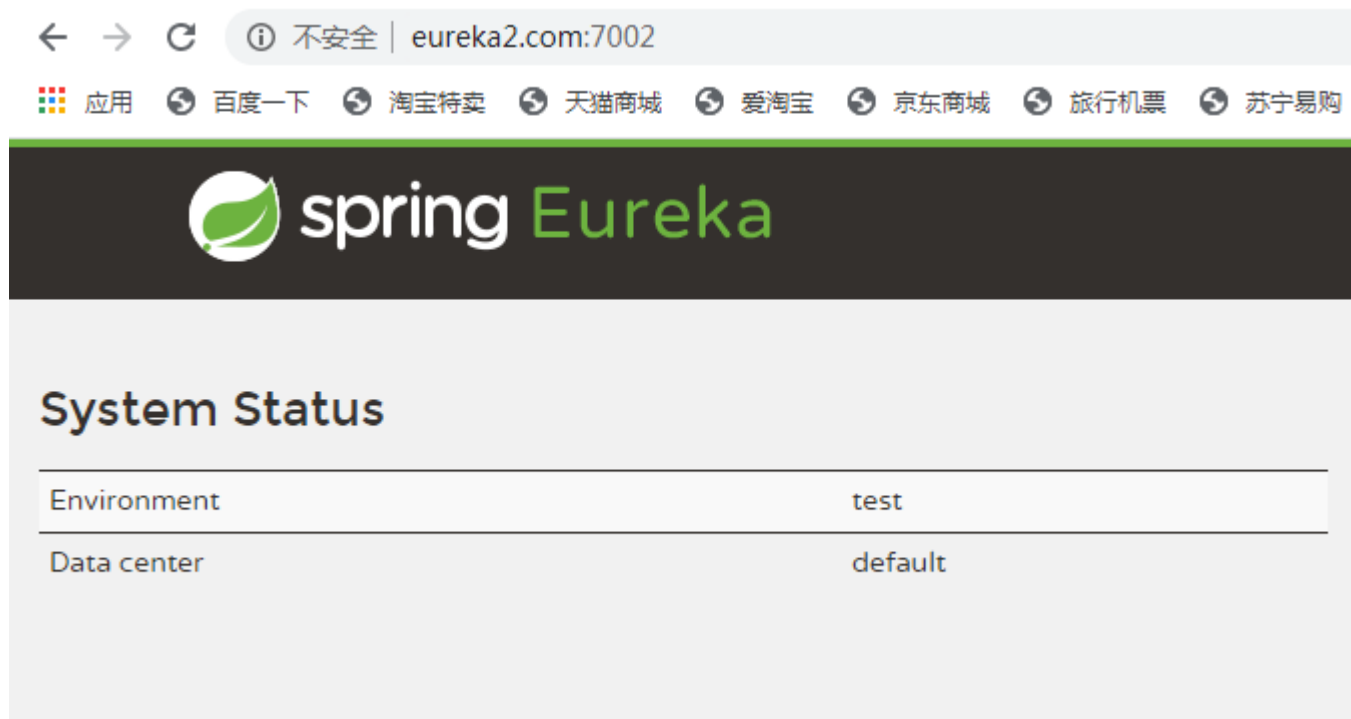 不安全 | eureka2.com:7002
应用 百度一下 淘宝特卖 天猫商城 爱淘宝 京东商城 旅行机票 苏宁易购
spring Eureka
System Status
Environment test
Data center default